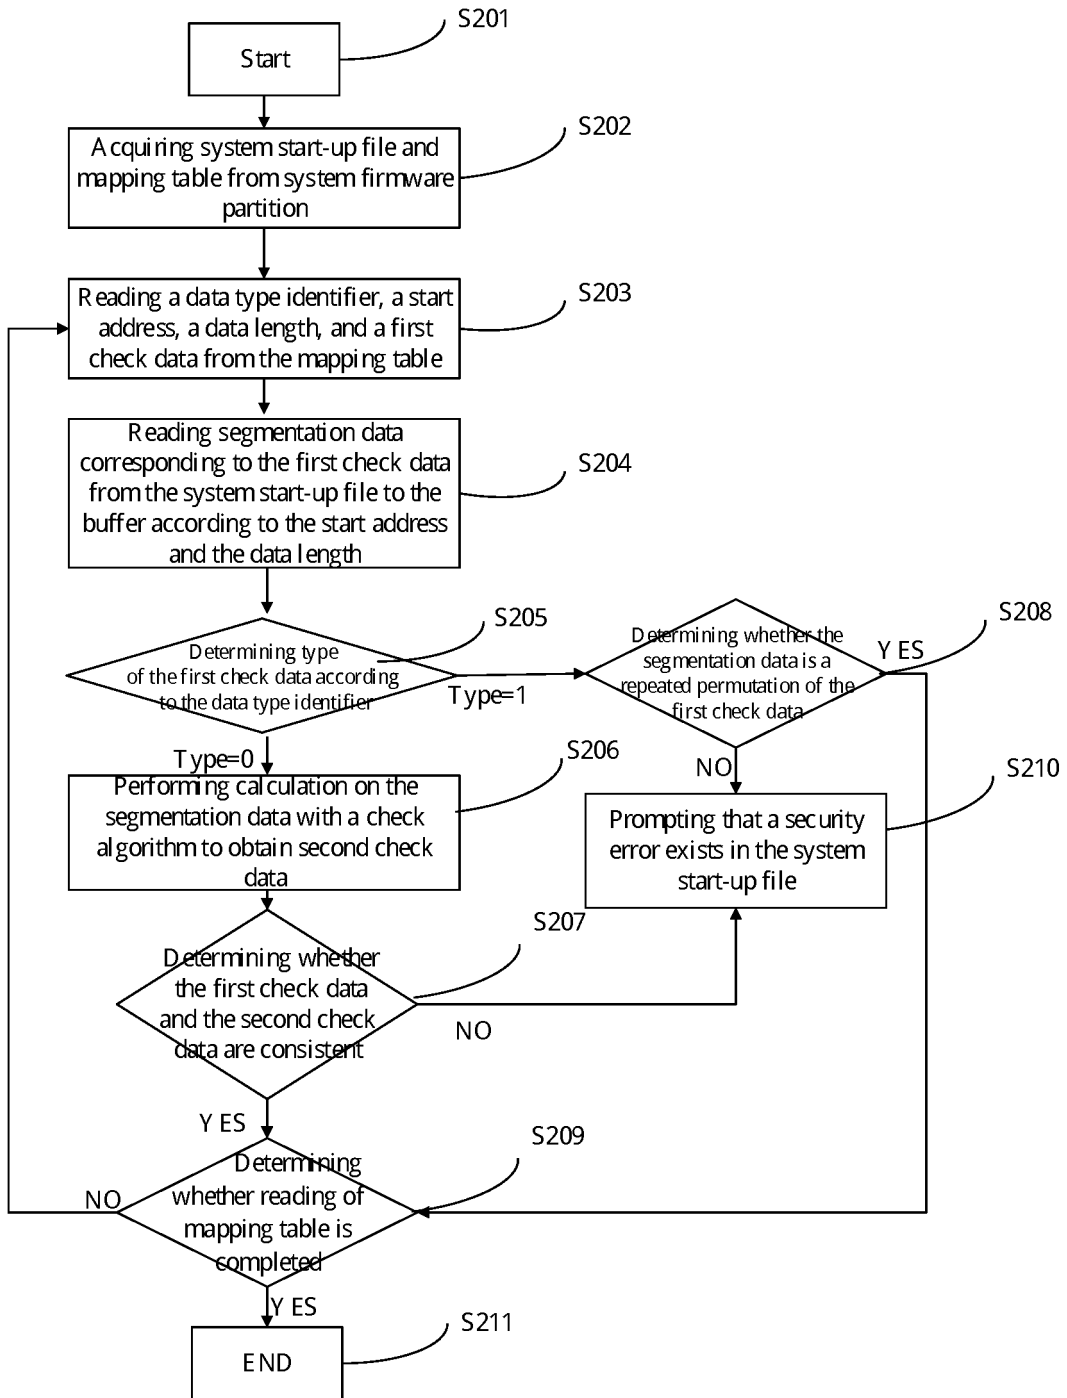 S201
Start
S202
Acquiring system start-up file and
mapping table from system firmware
partition
S203
Reading a data type identifier, a start
address, a data length, and a first
check data from the mapping table
Reading segmentation data
corresponding to the first check data
from the system start-up file to the
buffer according to the start address
and the data length
S204
S205
Determining type
of the first check data according
to the data type identifier
Type=1
S208
Determining whether the
segmentation data is a
repeated permutation of the
first check data
YES
NO
Type=0
S206
Performing calculation on the
segmentation data with a check
algorithm to obtain second check
data
S210
Prompting that a security
error exists in the system
start-up file
S207
Determining whether
the first check data
and the second check
data are consistent
NO
YES
S209
Determining
whether reading of
mapping table is
completed
NO
YES
S211
END